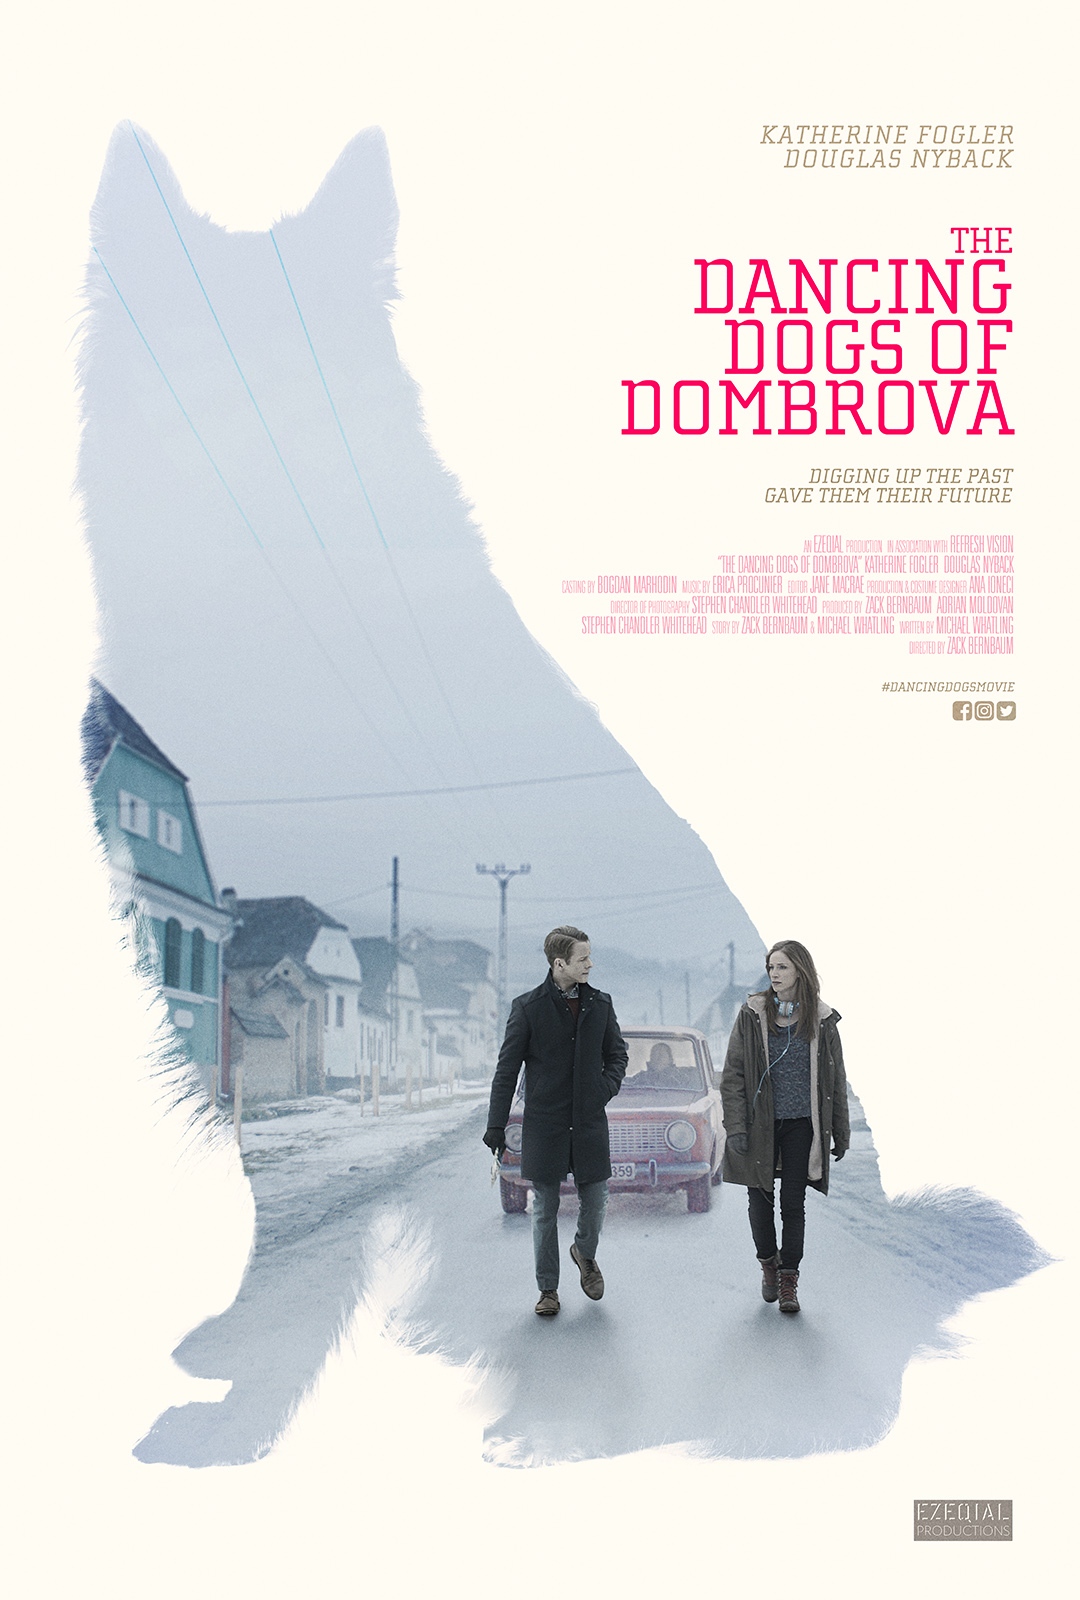 KATHERINE FOGLER
DOUGLAS NYBACK
THE
DANCING
DOGS OF
DOMBROVA
DIGGING UP THE PAST
GAVE THEM THEIR FUTURE
AN EZEQIAL PRODUCTION IN ASSOCIATION WITH REFRESH VISION
"THE DANCING DOGS OF DOMBROVA" KATHERINE FOGLER DOUGLAS NYBACK
CASTING BY BOGDAN MARHODIN MUSIC BY ERICA PROCUNIER EDITOR JANE MACRAE PRODUCTION & COSTUME DESIGNER ANA IONECI
DIRECTOR OF PHOTOGRAPHY STEPHEN CHANDLER WHITEHEAD PRODUCED BY ZACK BERNBAUM ADRIAN MOLDOVAN
STEPHEN CHANDLER WHITEHEAD STORY BY ZACK BERNBAUM & MICHAEL WHATLING WRITTEN BY MICHAEL WHATLING
DIRECTED BY ZACK BERNBAUM
#DANCINGDOGSMOVIE
359
EZEQIAL
PRODUCTIONS